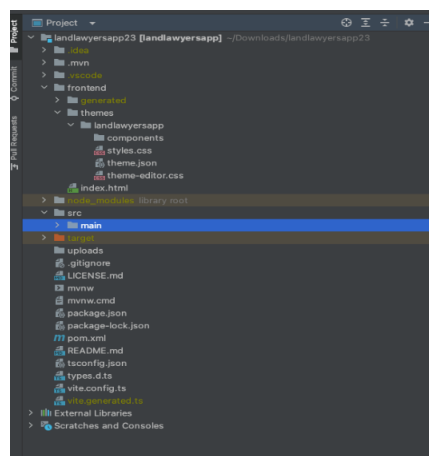 Project
landlawyersapp23 [landlawyersapp] ~/Downloads/landlawyersapp23
.idea
.mvn
.vscode
frontend
generated
themes
landlawyersapp
components
styles.css
theme.json
theme-editor.css
index.html
node_modules library root
src
main
target
uploads
.gitignore
LICENSE.md
mvnw
mvnw.cmd
package.json
package-lock.json
pom.xml
README.md
tsconfig.json
types.d.ts
vite.config.ts
vite.generated.ts
External Libraries
Scratches and Consoles
Project
Commit
Pull Requests